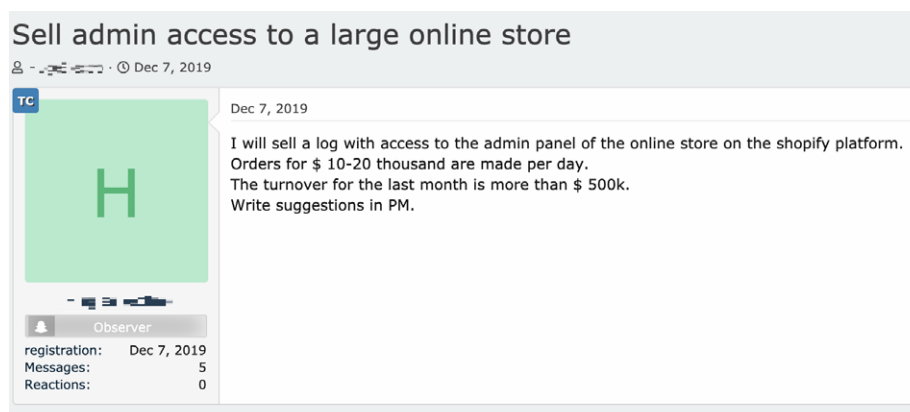 Sell admin access to a large online store
Dec 7, 2019
TC
H
Observer
registration: Dec 7, 2019
Messages: 5
Reactions: 0
Dec 7, 2019
I will sell a log with access to the admin panel of the online store on the shopify platform.
Orders for $ 10-20 thousand are made per day.
The turnover for the last month is more than $ 500k.
Write suggestions in PM.